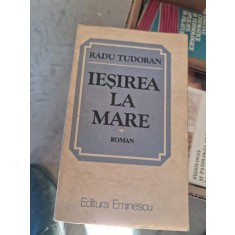 RADU TUDORAN
IEȘIREA
LA
MARE
ROMAN
Editura Eminescu